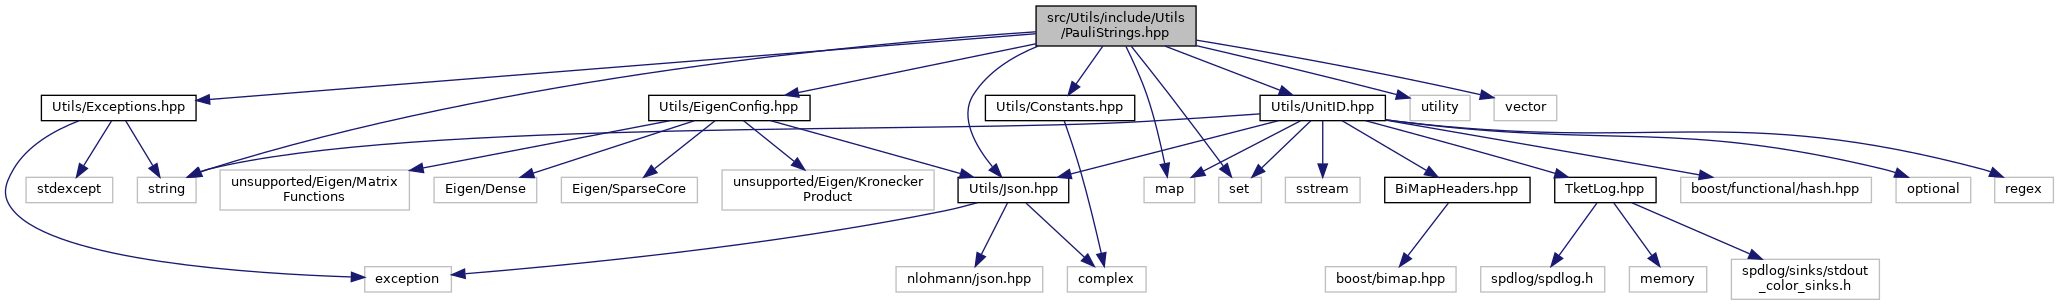 src/Utils/include/Utils
/PauliStrings.hpp
Utils/Exceptions.hpp
Utils/EigenConfig.hpp
Utils/Constants.hpp
Utils/UnitID.hpp
utility
vector
stdexcept
string
unsupported/Eigen/Matrix
Functions
Eigen/Dense
Eigen/SparseCore
unsupported/Eigen/Kronecker
Product
Utils/Json.hpp
map
set
sstream
BiMapHeaders.hpp
TketLog.hpp
boost/functional/hash.hpp
optional
regex
exception
nlohmann/json.hpp
complex
boost/bimap.hpp
spdlog/spdlog.h
memory
spdlog/sinks/stdout
_color_sinks.h